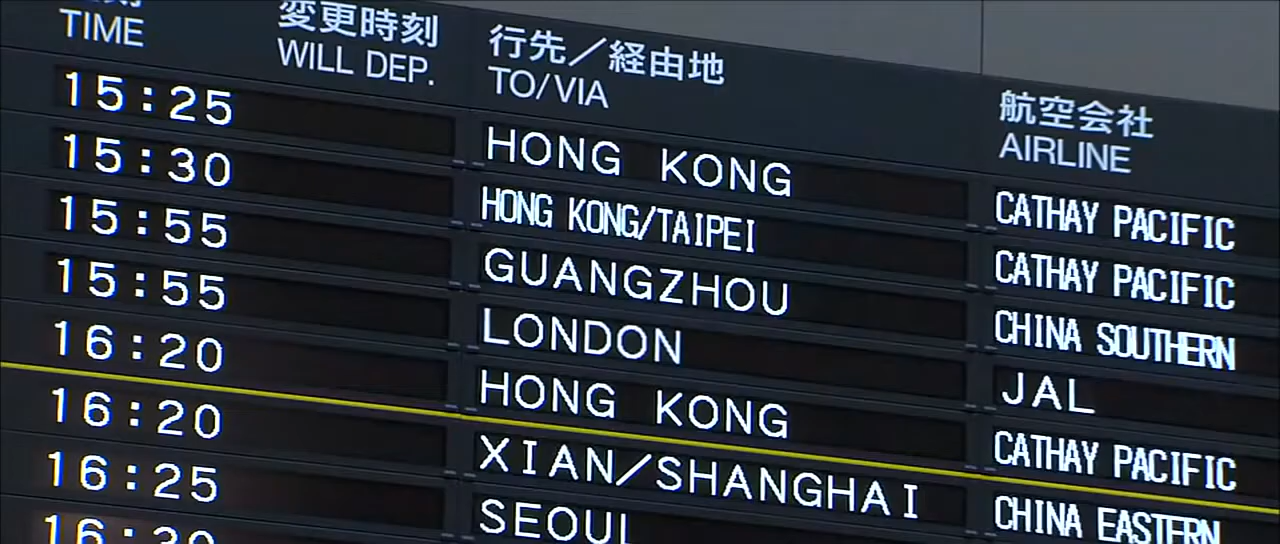 変更時刻 行先／経由地 航空会社
TIME WILL DEP. TO/VIA AIRLINE
15:25 HONG KONG CATHAY PACIFIC
15:30 HONG KONG/TAIPEI CATHAY PACIFIC
15:55 GUANGZHOU CHINA SOUTHERN
15:55 LONDON JAL
16:20 HONG KONG CATHAY PACIFIC
16:20 XIAN/SHANGHAI CHINA EASTERN
16:25 SEOUL